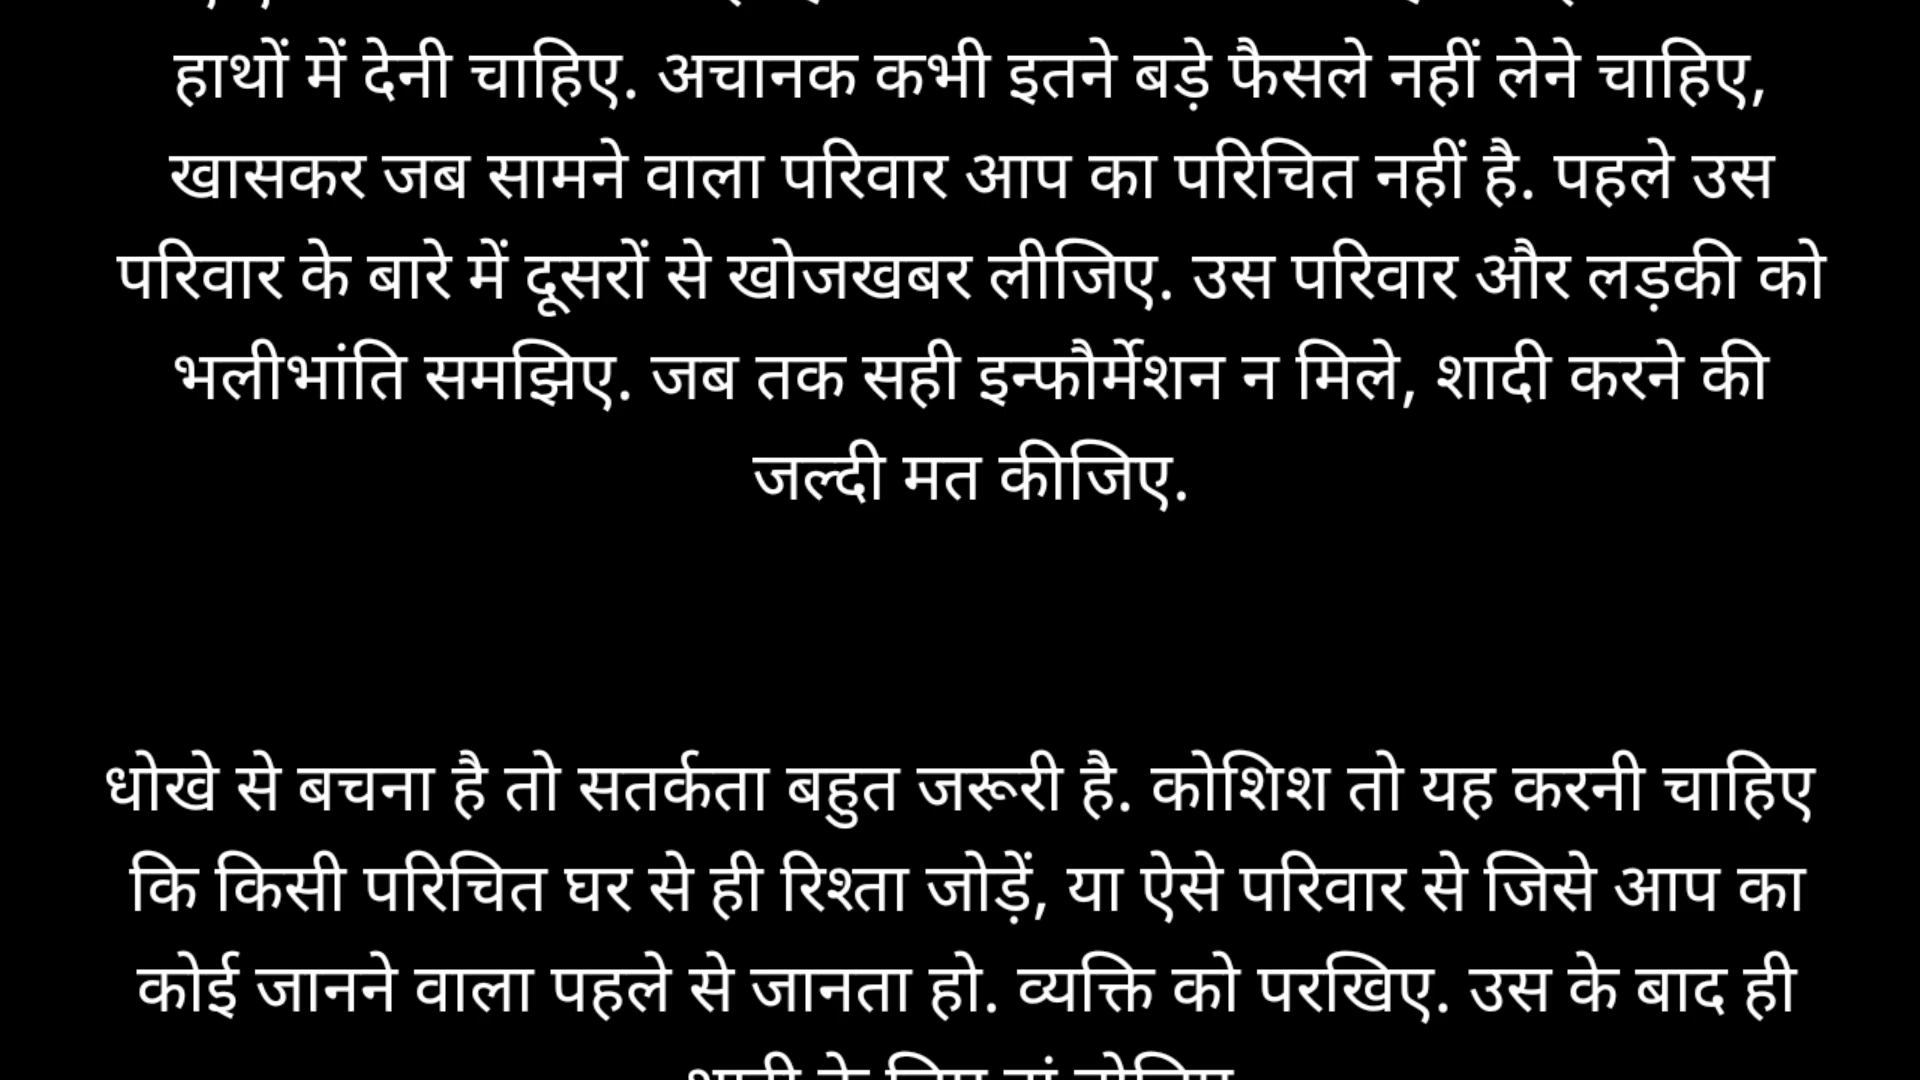 हाथों में देनी चाहिए. अचानक कभी इतने बड़े फैसले नहीं लेने चाहिए,
खासकर जब सामने वाला परिवार आप का परिचित नहीं है. पहले उस
परिवार के बारे में दूसरों से खोजखबर लीजिए. उस परिवार और लड़की को
भलीभांति समझिए. जब तक सही इन्फौर्मेशन न मिले, शादी करने की
जल्दी मत कीजिए.
धोखे से बचना है तो सतर्कता बहुत जरूरी है. कोशिश तो यह करनी चाहिए
कि किसी परिचित घर से ही रिश्ता जोड़ें, या ऐसे परिवार से जिसे आप का
कोई जानने वाला पहले से जानता हो. व्यक्ति को परखिए. उस के बाद ही